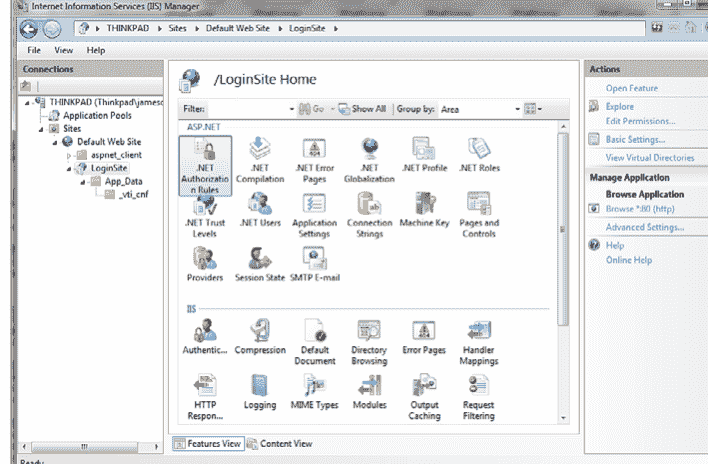 Internet Information Services (IIS) Manager
THINKPAD Sites Default Web Site LoginSite
File View Help
Connections
THINKPAD (Thinkpad\jamesc
Application Pools
Sites
Default Web Site
aspnet_client
LoginSite
App_Data
_vti_cnf
/LoginSite Home
Filter: Go Show All Group by: Area
ASP.NET
.NET Authorizatio n Rules
.NET Compilation
.NET Error Pages
.NET Globalization
.NET Profile
.NET Roles
.NET Trust Levels
.NET Users
Application Settings
Connection Strings
Machine Key
Pages and Controls
Providers
Session State
SMTP E-mail
IIS
Authentic...
Compression
Default Document
Directory Browsing
Error Pages
Handler Mappings
HTTP Respon...
Logging
MIME Types
Modules
Output Caching
Request Filtering
Features View Content View
Actions
Open Feature
Explore
Edit Permissions...
Basic Settings...
View Virtual Directories
Manage Application
Browse Application
Browse *:80 (http)
Advanced Settings...
Help
Online Help
Ready